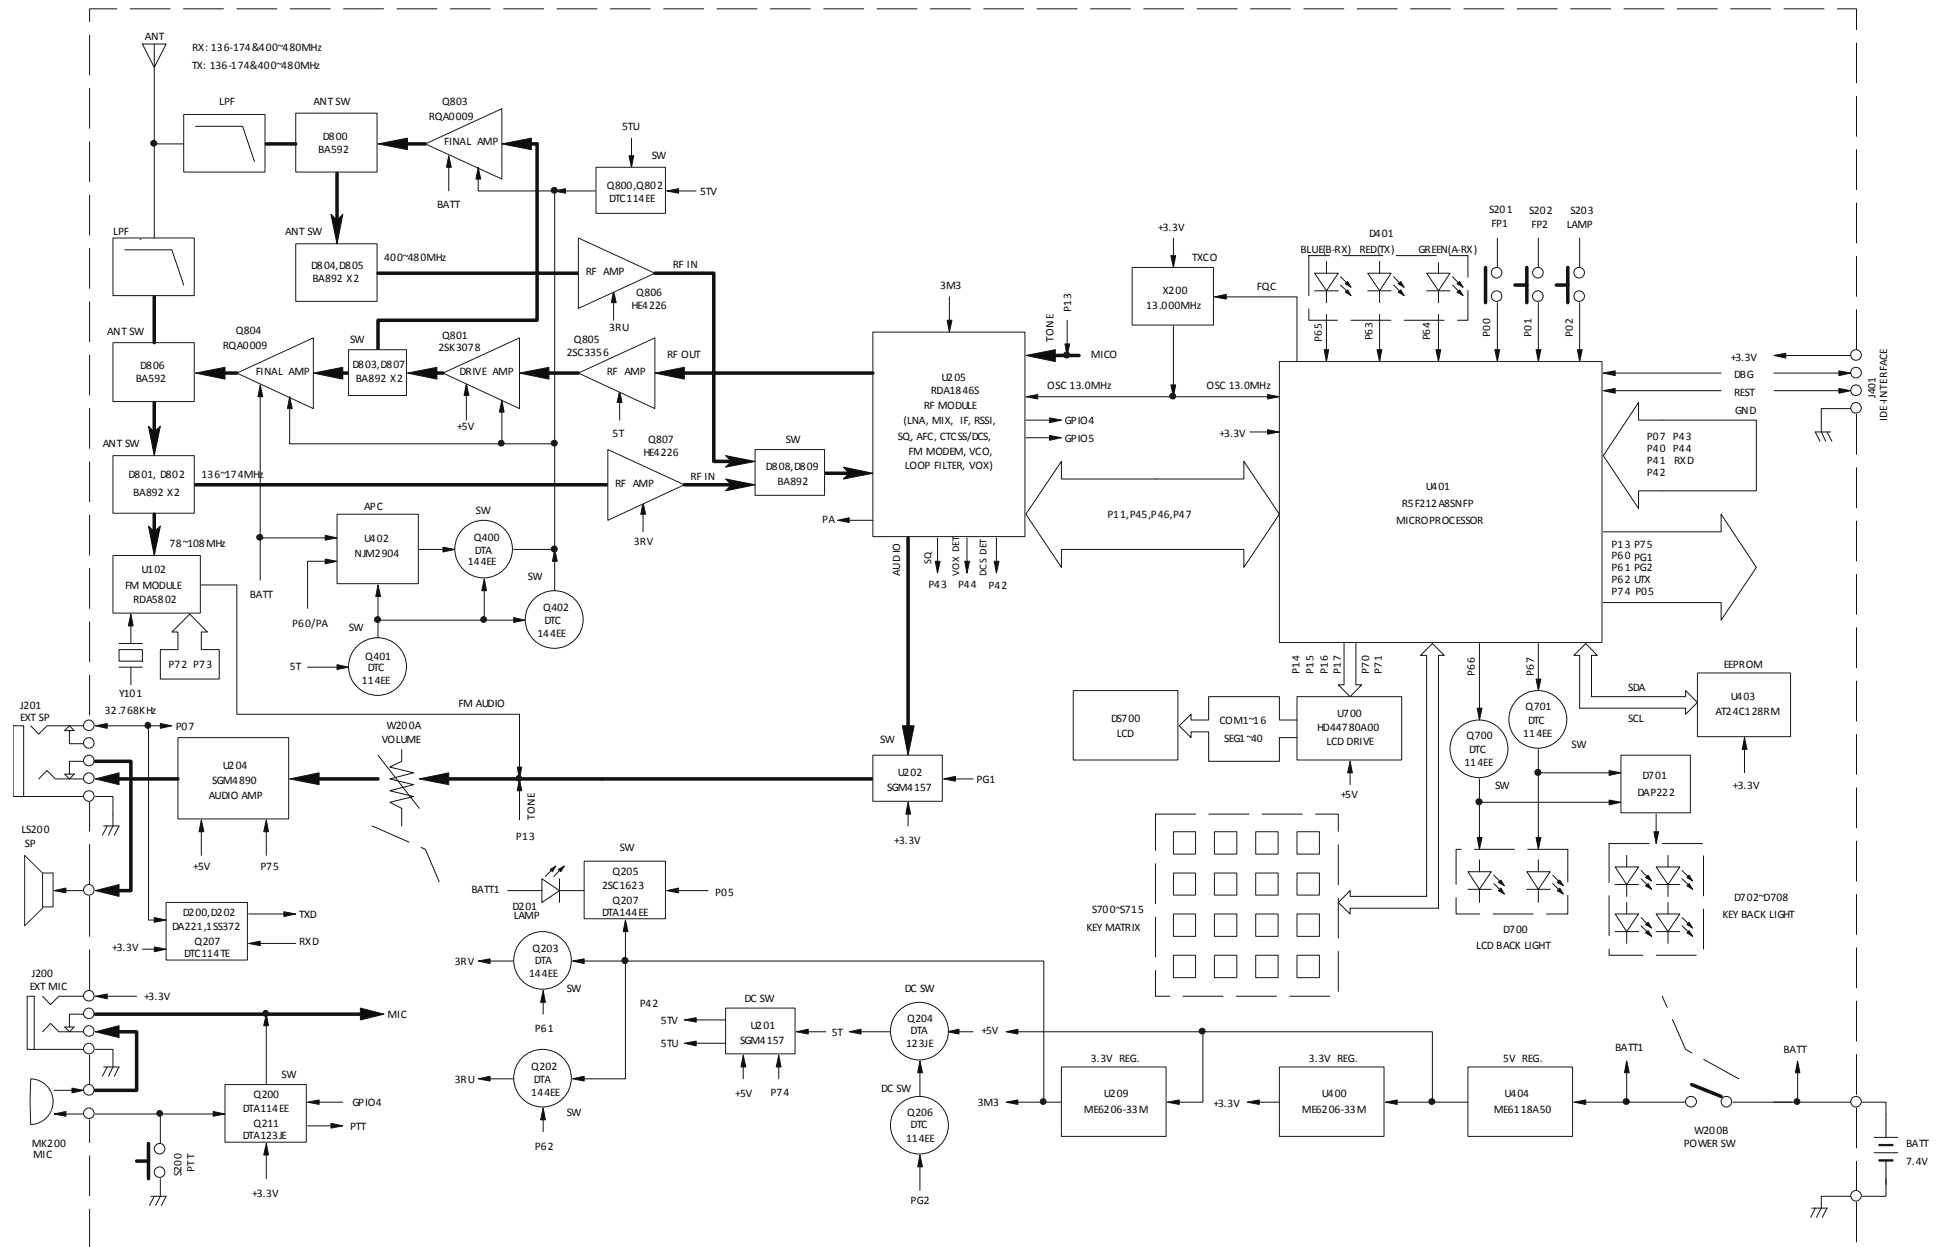 ANT
RX: 136-174&400~480MHz
TX: 136-174&400~480MHz
LPF
ANT SW
D800
BA592
Q803
RQA0009
FINAL AMP
BATT
5TU
SW
Q800,Q802
DTC114EE
5TV
LPF
ANT SW
D804,D805
BA892 X2
400~480MHz
RF AMP
Q806
HE4226
3RU
RF IN
ANT SW
D806
BA592
Q804
RQA0009
FINAL AMP
SW
D803,D807
BA892 X2
Q801
2SK3078
DRIVE AMP
+5V
Q805
2SC3356
RF AMP
5T
RF OUT
ANT SW
D801, D802
BA892 X2
136~174MHz
Q807
HE4226
RF AMP
3RV
RF IN
SW
D808,D809
BA892
3M3
U205
RDA1846S
RF MODULE
(LNA, MIX, IF, RSSI,
SQ, AFC, CTCSS/DCS,
FM MODEM, VCO,
LOOP FILTER, VOX)
PA
AUDIO
SQ
P43
VOX DET
P44
DCS DET
P42
TONE
P13
MICO
OSC 13.0MHz
OSC 13.0MHz
GPIO4
GPIO5
+3.3V
TXCO
X200
13.000MHz
FQC
+3.3V
P11,P45,P46,P47
D401
BLUE(B-RX)
RED(TX)
GREEN(A-RX)
P65
P63
P64
S201
FP1
S202
FP2
S203
LAMP
P00
P01
P02
U401
R5F212A8SNFP
MICROPROCESSOR
+3.3V
DBG
REST
GND
J401
IDE-INTERFACE
P07 P43
P40 P44
P41 RXD
P42
P13 P75
P60 PG1
P61 PG2
P62 UTX
P74 P05
78~108MHz
U102
FM MODULE
RDA5802
P72 P73
Y101
32.768KHz
BATT
APC
U402
NJM2904
P60/PA
SW
Q400
DTA
144EE
SW
Q402
DTC
144EE
SW
Q401
DTC
114EE
5T
FM AUDIO
J201
EXT SP
P07
U204
SGM4890
AUDIO AMP
+5V
P75
W200A
VOLUME
TONE
P13
SW
U202
SGM4157
PG1
+3.3V
LS200
SP
D200,D202
DA221,1SS372
Q207
DTC114TE
TXD
RXD
+3.3V
BATT1
D201
LAMP
SW
Q205
2SC1623
Q207
DTA144EE
P05
Q203
DTA
144EE
SW
3RV
P61
Q202
DTA
144EE
SW
3RU
P62
J200
EXT MIC
+3.3V
MIC
SW
Q200
DTA114EE
Q211
DTA123JE
GPIO4
PTT
+3.3V
MK200
MIC
S200
PTT
P42
5TV
5TU
DC SW
U201
SGM4157
+5V
P74
5T
DC SW
Q204
DTA
123JE
+5V
DC SW
Q206
DTC
114EE
PG2
3M3
3.3V REG.
U209
ME6206-33M
+3.3V
3.3V REG.
U400
ME6206-33M
5V REG.
U404
ME6118A50
BATT1
W200B
POWER SW
BATT
BATT
7.4V
P14
P15
P16
P17
P70
P71
DS700
LCD
COM1~16
SEG1~40
U700
HD44780A00
LCD DRIVE
+5V
P66
P67
Q700
DTC
114EE
SW
Q701
DTC
114EE
SW
SDA
SCL
EEPROM
U403
AT24C128RM
+3.3V
D701
DAP222
S700~S715
KEY MATRIX
D700
LCD BACK LIGHT
D702~D708
KEY BACK LIGHT